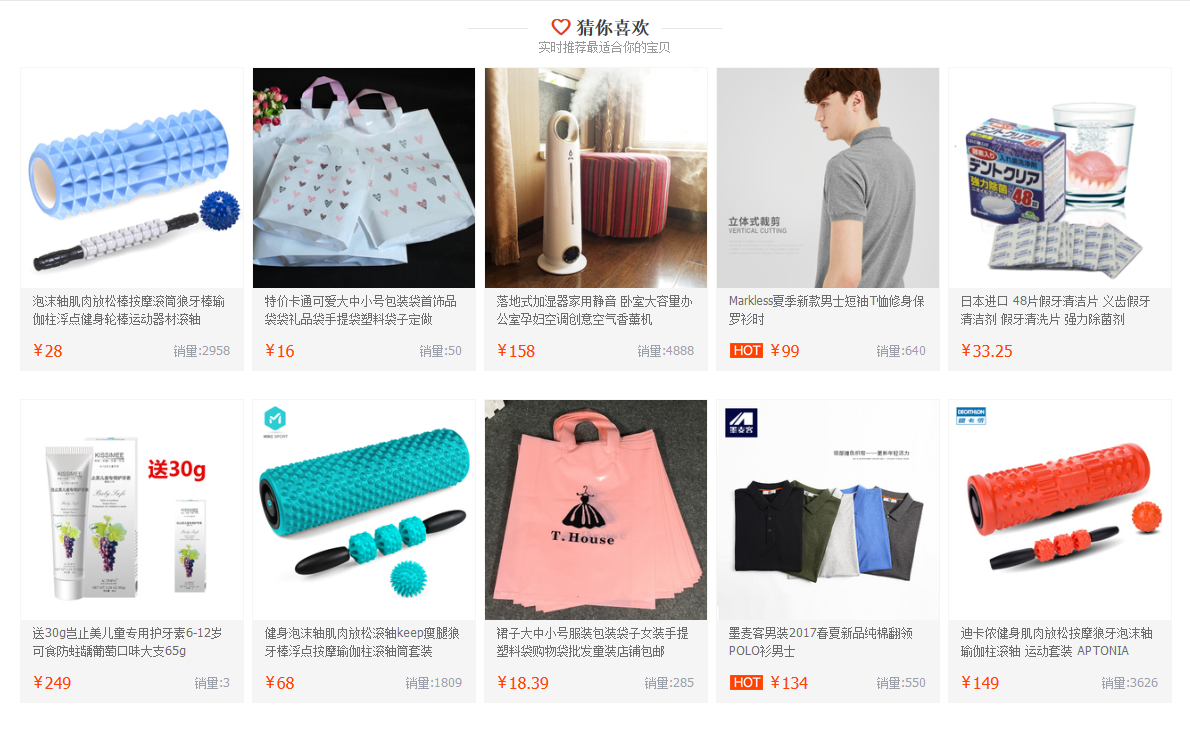 猜你喜欢
实时推荐最适合你的宝贝
立体式裁剪
VERTICAL CUTTING
酵素入り
入れ歯洗浄剤
デントクリア
強力除菌
48
泡沫轴肌肉放松棒按摩滚筒狼牙棒瑜
伽柱浮点健身轮棒运动器材滚轴
￥28
销量:2958
特价卡通可爱大中小号包装袋首饰品
袋袋礼品袋手提袋塑料袋子定做
￥16
销量:50
落地式加湿器家用静音 卧室大容量办
公室孕妇空调创意空气香薰机
￥158
销量:4888
Markless夏季新款男士短袖T恤修身保
罗衫时
HOT ￥99
销量:640
日本进口 48片假牙清洁片 义齿假牙
清洁剂 假牙清洗片 强力除菌剂
￥33.25
送30g
KISSIMEE
KISSIMEE
Baby Safe
MIKE SPORT
T.House
墨麦客
DECATHLON
迪卡侬
送30g岂止美儿童专用护牙素6-12岁
可食防蛀龋葡萄口味大支65g
￥249
销量:3
健身泡沫轴肌肉放松滚轴keep瘦腿狼
牙棒浮点按摩瑜伽柱滚轴筒套装
￥68
销量:1809
裙子大中小号服装包装袋子女装手提
塑料袋购物袋批发童装店铺包邮
￥18.39
销量:285
墨麦客男装2017春夏新品纯棉翻领
POLO衫男士
HOT ￥134
销量:550
迪卡侬健身肌肉放松按摩狼牙泡沫轴
瑜伽柱滚轴 运动套装 APTONIA
￥149
销量:3626